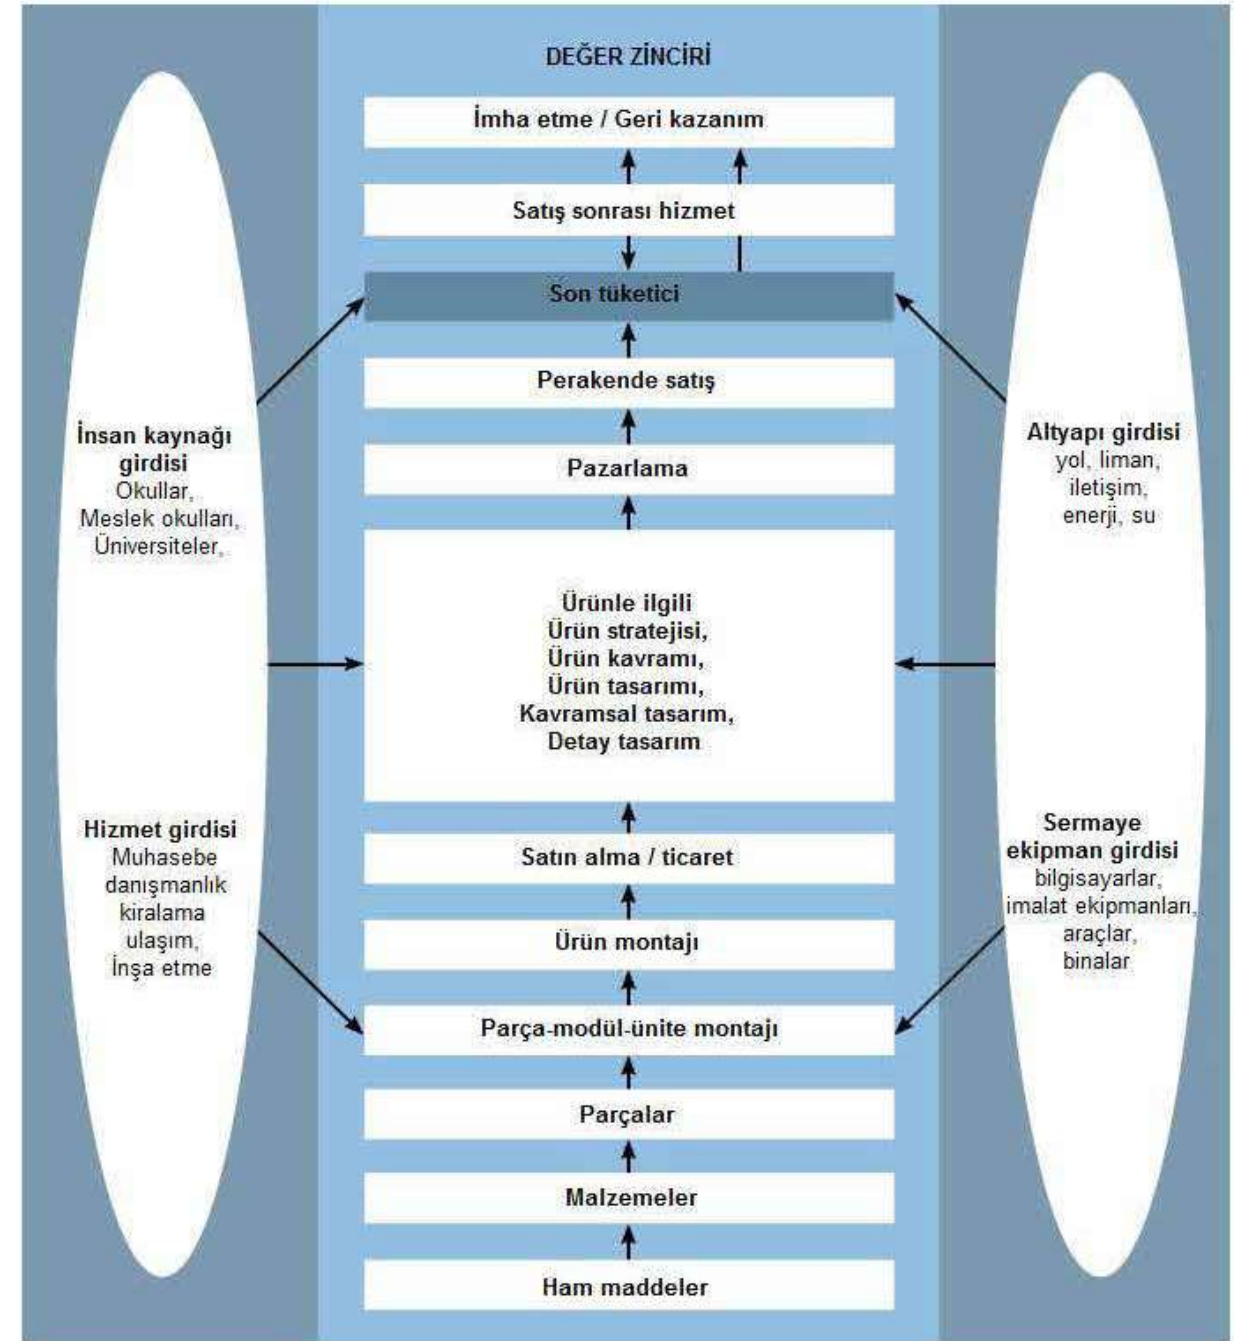 DEĞER ZİNCİRİ
İmha etme / Geri kazanım
Satış sonrası hizmet
Son tüketici
Perakende satış
Pazarlama
Ürünle ilgili
Ürün stratejisi,
Ürün kavramı,
Ürün tasarımı,
Kavramsal tasarım,
Detay tasarım
Satın alma / ticaret
Ürün montajı
Parça-modül-ünite montajı
Parçalar
Malzemeler
Ham maddeler
İnsan kaynağı
girdisi
Okullar,
Meslek okulları,
Üniversiteler,
Hizmet girdisi
Muhasebe
danışmanlık
kiralama
ulaşım,
İnşa etme
Altyapı girdisi
yol, liman,
iletişim,
enerji, su
Sermaye
ekipman girdisi
bilgisayarlar,
imalat ekipmanları,
araçlar,
binalar